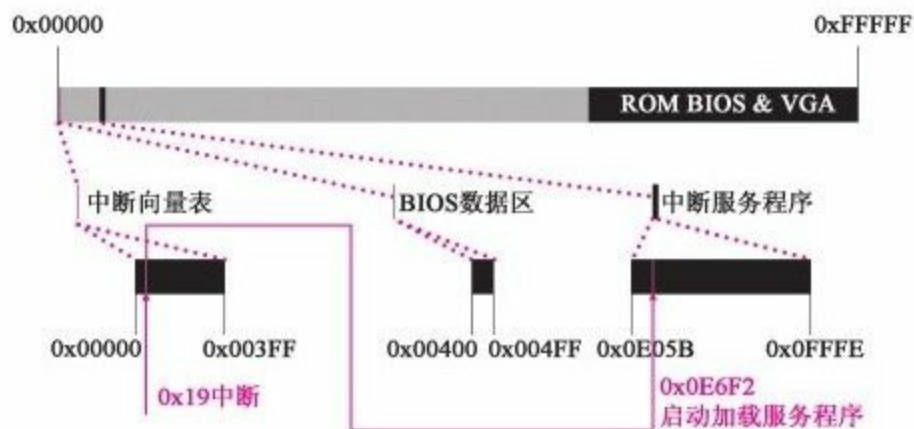 0x00000
0xFFFFF
ROM BIOS & VGA
中断向量表
BIOS数据区
中断服务程序
0x00000
0x003FF
0x00400
0x004FF
0x0E05B
0x0FFFE
0x19中断
0x0E6F2
启动加载服务程序